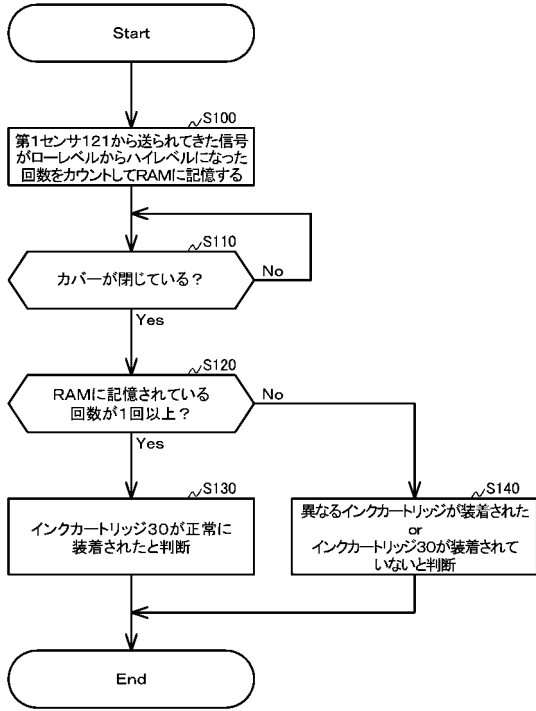 Start
S100
第1センサ121から送られてきた信号
がローレベルからハイレベルになった
回数をカウントしてRAMに記憶する
S110
カバーが閉じている？
No
Yes
S120
RAMに記憶されている
回数が1回以上？
No
Yes
S130
インクカートリッジ30が正常に
装着されたと判断
S140
異なるインクカートリッジが装着された
or
インクカートリッジ30が装着されて
いないと判断
End